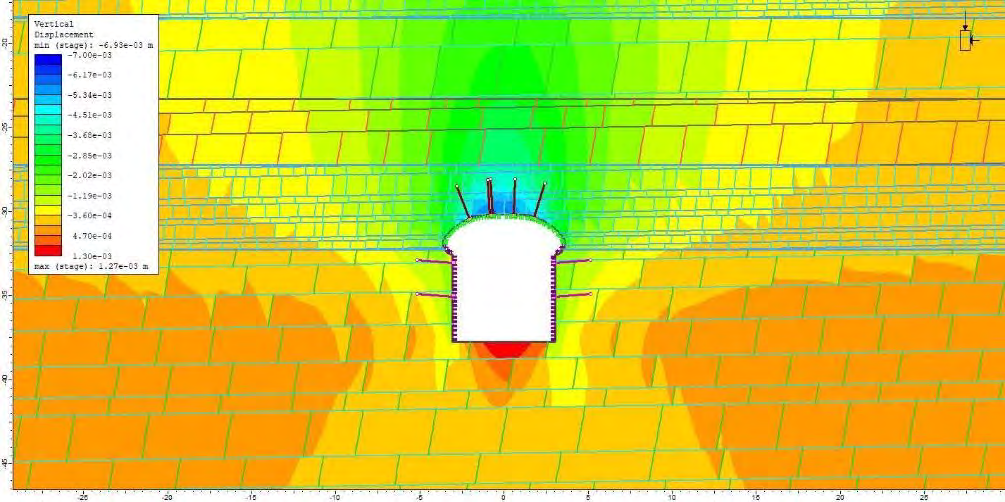 Vertical
Displacement
min (stage): -6.93e-03 m
-7.00e-03
-6.17e-03
-5.34e-03
-4.51e-03
-3.68e-03
-2.85e-03
-2.02e-03
-1.19e-03
-3.60e-04
4.70e-04
1.30e-03
max (stage): 1.27e-03 m
-20
-25
-30
-35
-40
-45
-25
-20
-15
-10
-5
0
5
10
15
20
25